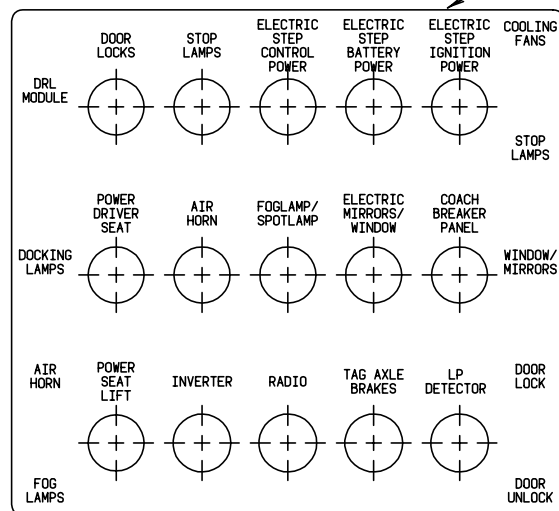 DOOR
LOCKS
STOP
LAMPS
ELECTRIC
STEP
CONTROL
POWER
ELECTRIC
STEP
BATTERY
POWER
ELECTRIC
STEP
IGNITION
POWER
COOLING
FANS
DRL
MODULE
STOP
LAMPS
POWER
DRIVER
SEAT
AIR
HORN
FOGLAMP/
SPOTLAMP
ELECTRIC
MIRRORS/
WINDOW
COACH
BREAKER
PANEL
DOCKING
LAMPS
WINDOW/
MIRRORS
AIR
HORN
POWER
SEAT
LIFT
INVERTER
RADIO
TAG AXLE
BRAKES
LP
DETECTOR
DOOR
LOCK
FOG
LAMPS
DOOR
UNLOCK